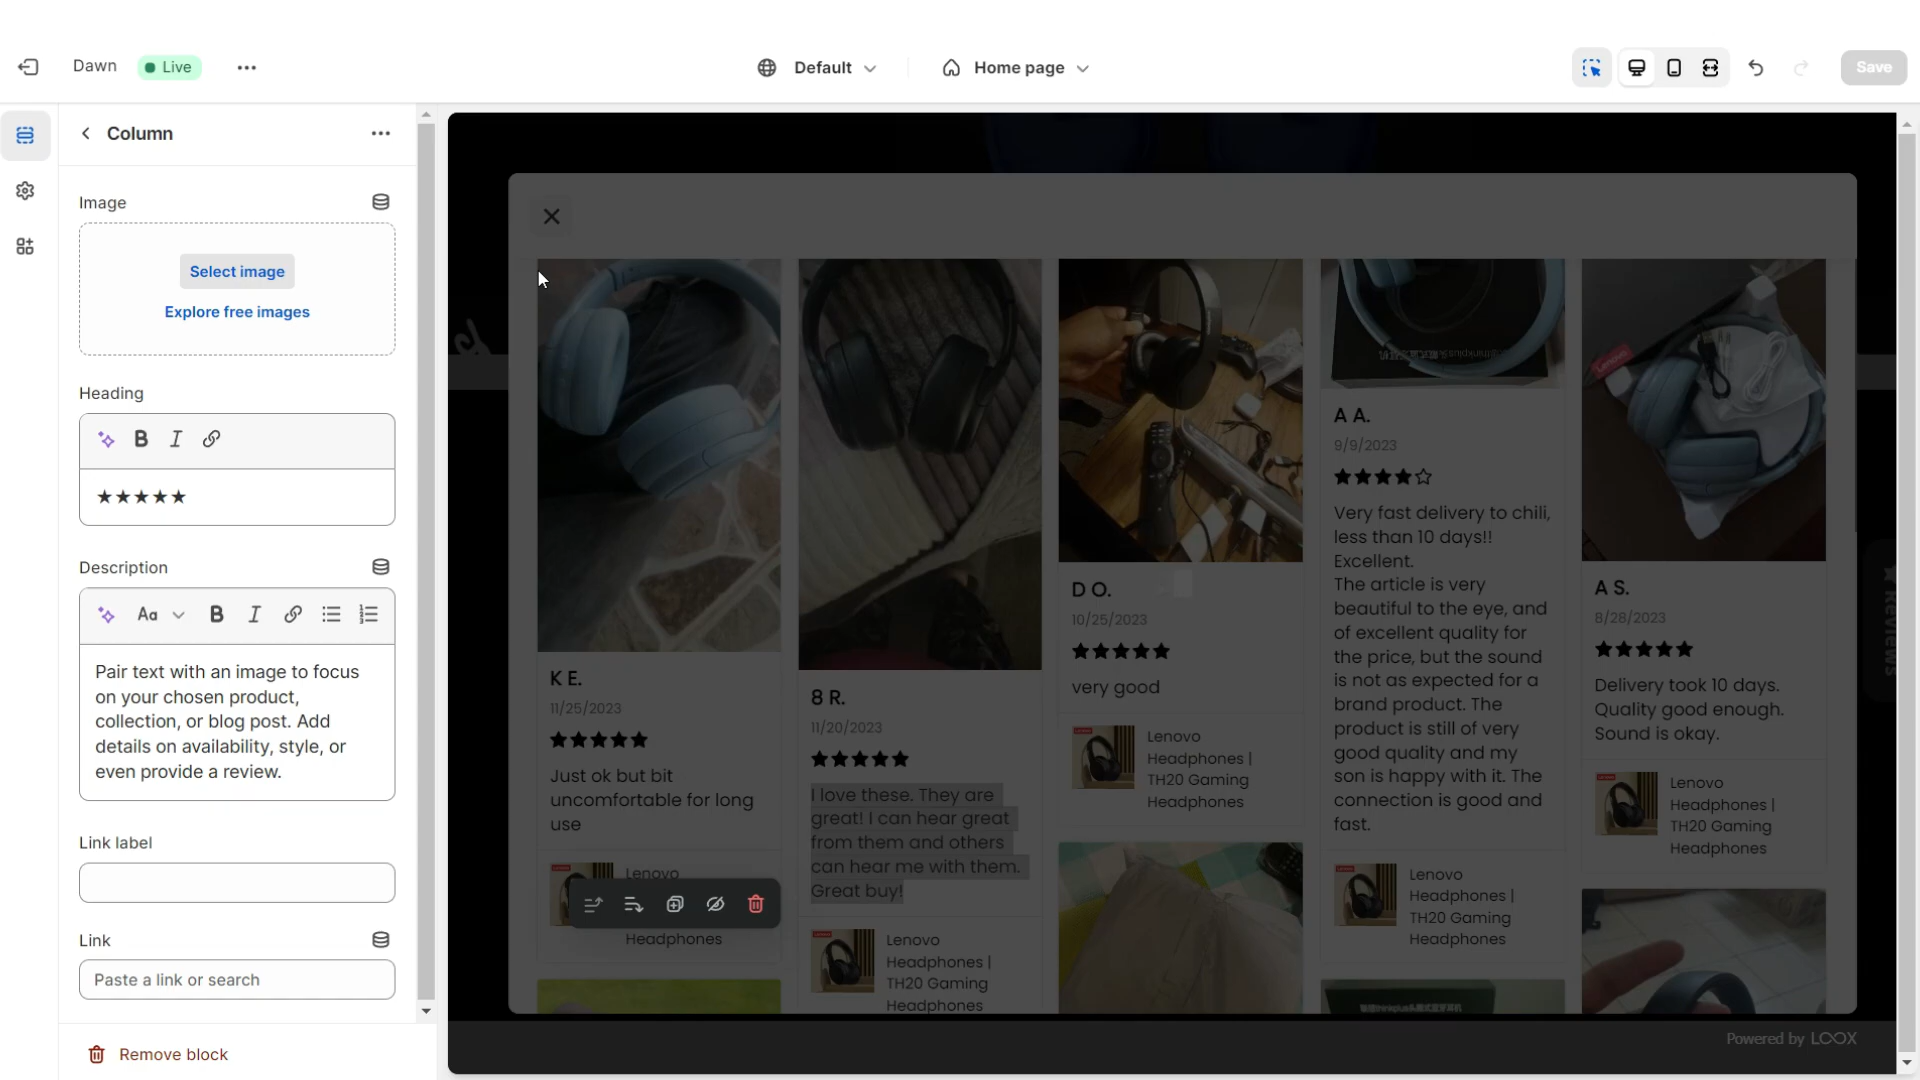 Dawn
Live
Default
Home page
Save
Column
Image
Select image
Explore free images
Heading
B I
★★★★★
Description
Aa B I
Pair text with an image to focus
on your chosen product,
collection, or blog post. Add
details on availability, style, or
even provide a review.
Link label
Link
Paste a link or search
Remove block
K E.
11/25/2023
★★★★★
Just ok but bit
uncomfortable for long
use
Lenovo
Headphones
8 R.
11/20/2023
★★★★★
I love these. They are
great! I can hear great
from them and others
can hear me with them.
Great buy!
Lenovo
Headphones |
TH20 Gaming
Headphones
D O.
10/25/2023
★★★★★
very good
Lenovo
Headphones |
TH20 Gaming
Headphones
A A.
9/9/2023
★★★★☆
Very fast delivery to chili,
less than 10 days!!
Excellent.
The article is very
beautiful to the eye, and
of excellent quality for
the price, but the sound
is not as expected for a
brand product. The
product is still of very
good quality and my
son is happy with it. The
connection is good and
fast.
Lenovo
Headphones |
TH20 Gaming
Headphones
Lenovo
A S.
8/28/2023
★★★★★
Delivery took 10 days.
Quality good enough.
Sound is okay.
Lenovo
Headphones |
TH20 Gaming
Headphones
★ Reviews
Powered by LOOX